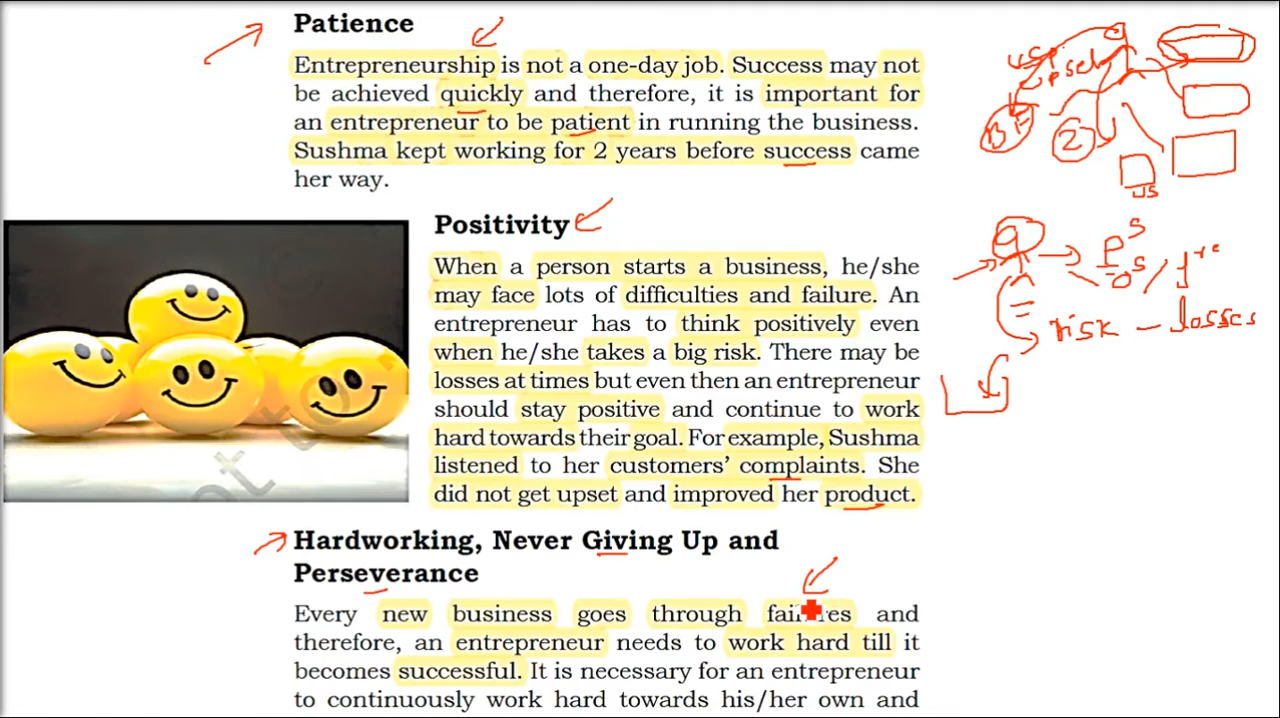 Patience
Entrepreneurship is not a one-day job. Success may not
be achieved quickly and therefore, it is important for
an entrepreneur to be patient in running the business.
Sushma kept working for 2 years before success came
her way.
Positivity
When a person starts a business, he/she
may face lots of difficulties and failure. An
entrepreneur has to think positively even
when he/she takes a big risk. There may be
losses at times but even then an entrepreneur
should stay positive and continue to work
hard towards their goal. For example, Sushma
listened to her customers' complaints. She
did not get upset and improved her product.
Hardworking, Never Giving Up and
Perseverance
Every new business goes through failures and
therefore, an entrepreneur needs to work hard till it
becomes successful. It is necessary for an entrepreneur
to continuously work hard towards his/her own and
2
risk - losses